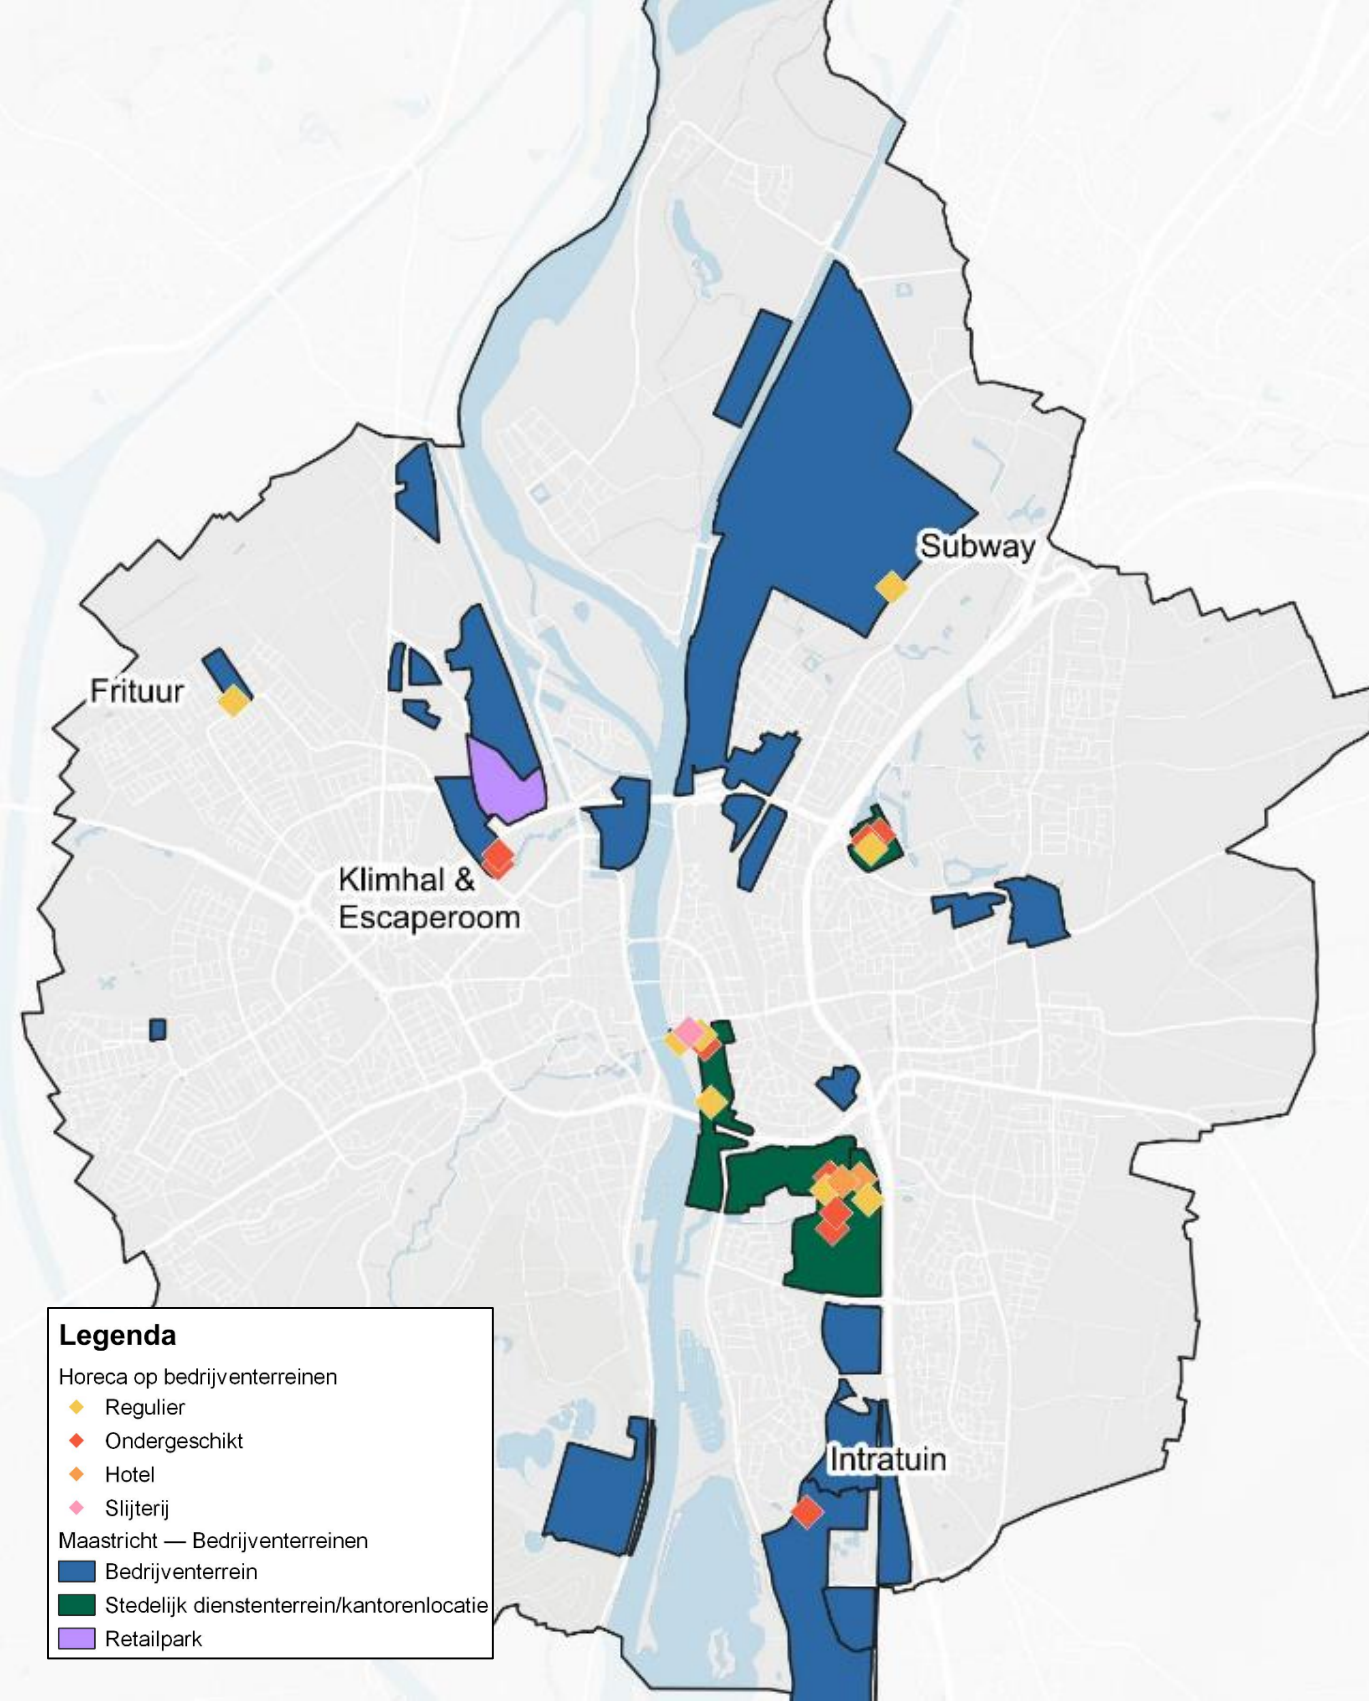 Subway
Frituur
Klimhal &
Escaperoom
Intratuin
Legenda
Horeca op bedrijventerreinen
Regulier
Ondergeschikt
Hotel
Slijterij
Maastricht — Bedrijventerreinen
Bedrijventerrein
Stedelijk dienstenterrein/kantorenlocatie
Retailpark